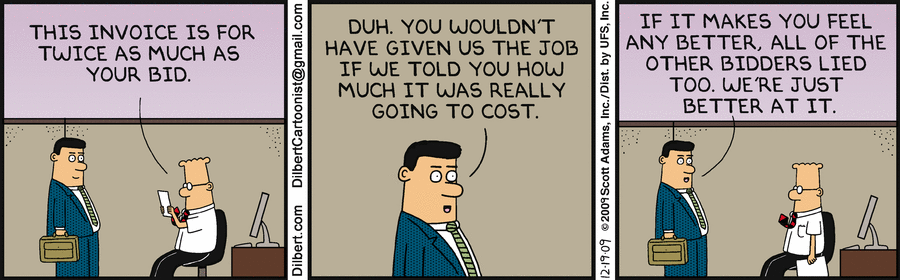 THIS INVOICE IS FOR
TWICE AS MUCH AS
YOUR BID.
Dilbert.com DilbertCartoonist@gmail.com
DUH. YOU WOULDN'T
HAVE GIVEN US THE JOB
IF WE TOLD YOU HOW
MUCH IT WAS REALLY
GOING TO COST.
12-19-09 ©2009 Scott Adams, Inc./Dist. by UFS, Inc.
IF IT MAKES YOU FEEL
ANY BETTER, ALL OF THE
OTHER BIDDERS LIED
TOO. WE'RE JUST
BETTER AT IT.